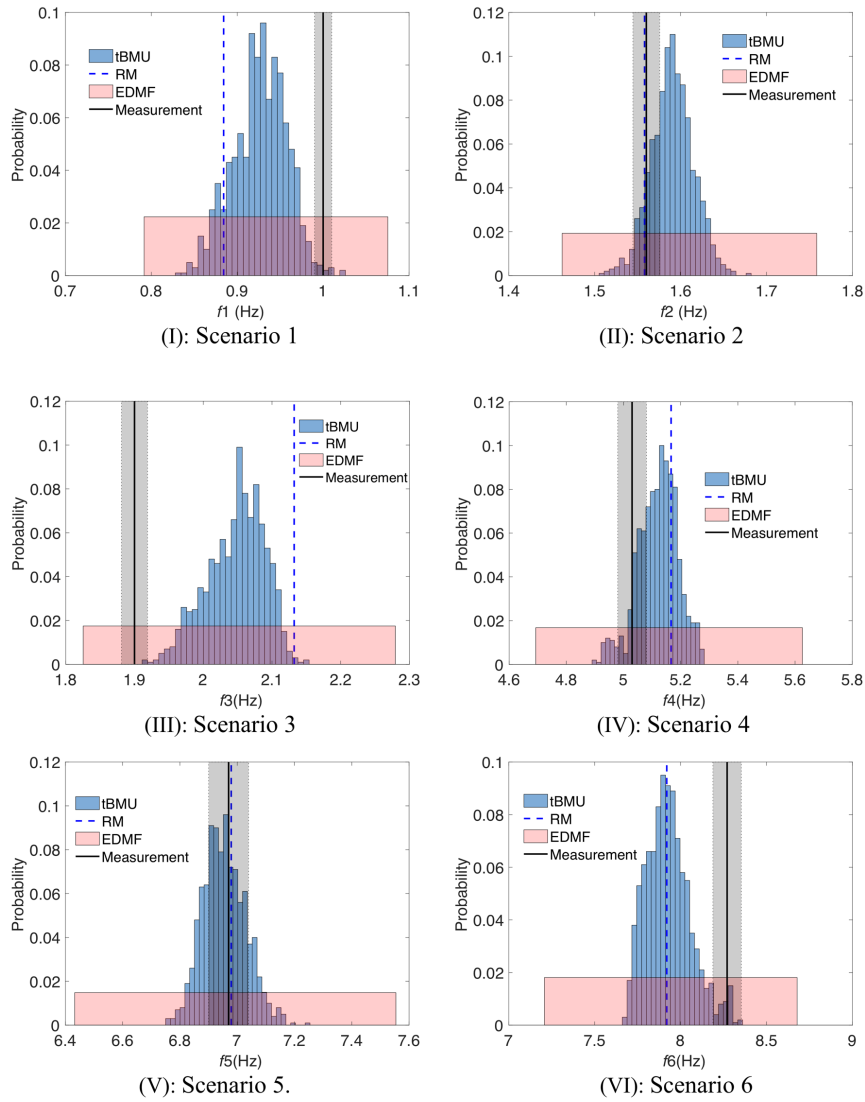 0.1
0.08
0.06
0.04
0.02
0
Probability
tBMU
RM
EDMF
Measurement
0.7 0.8 0.9 1 1.1
f1 (Hz)
(I): Scenario 1
0.12
0.1
0.08
0.06
0.04
0.02
0
Probability
tBMU
RM
EDMF
Measurement
1.4 1.5 1.6 1.7 1.8
f2 (Hz)
(II): Scenario 2
0.12
0.1
0.08
0.06
0.04
0.02
0
Probability
tBMU
RM
EDMF
Measurement
1.8 1.9 2 2.1 2.2 2.3
f3(Hz)
(III): Scenario 3
0.12
0.1
0.08
0.06
0.04
0.02
0
Probability
tBMU
RM
EDMF
Measurement
4.6 4.8 5 5.2 5.4 5.6 5.8
f4(Hz)
(IV): Scenario 4
0.12
0.1
0.08
0.06
0.04
0.02
0
Probability
tBMU
RM
EDMF
Measurement
6.4 6.6 6.8 7 7.2 7.4 7.6
f5(Hz)
(V): Scenario 5.
0.1
0.08
0.06
0.04
0.02
0
Probability
tBMU
RM
EDMF
Measurement
7 7.5 8 8.5 9
f6(Hz)
(VI): Scenario 6